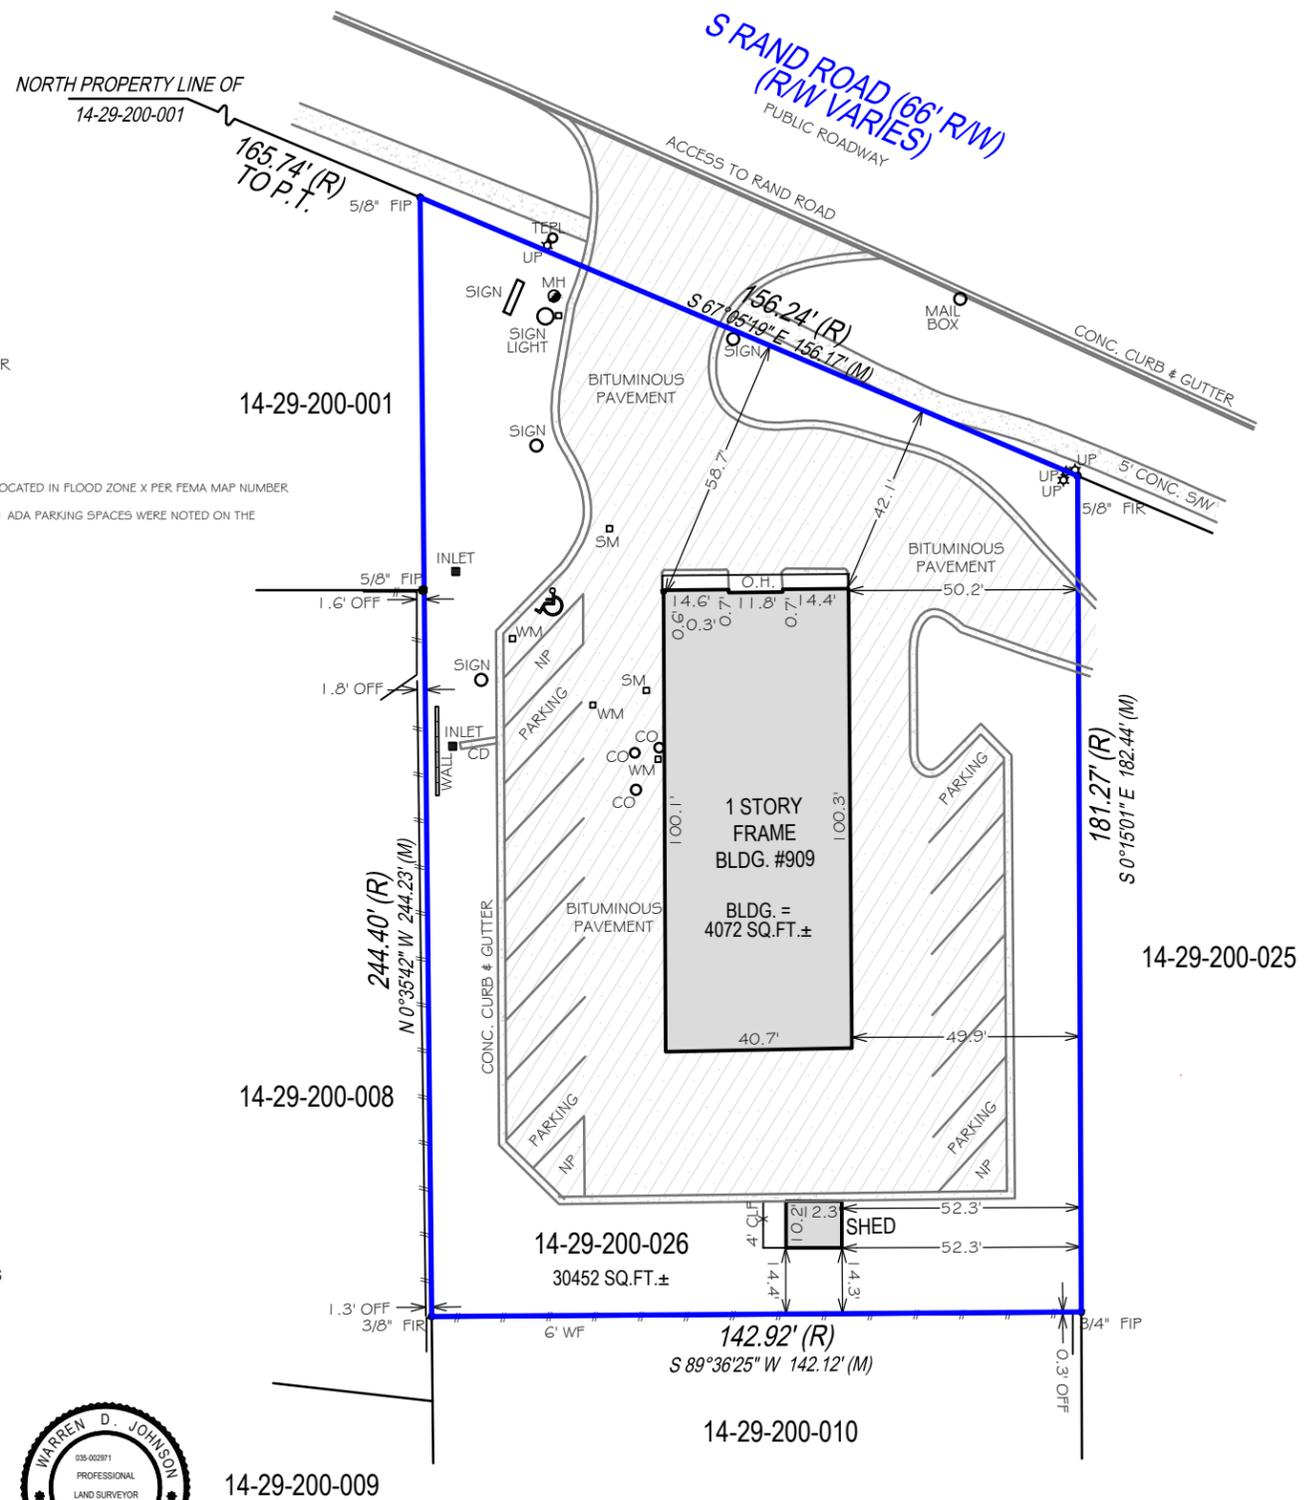 S RAND ROAD (66' R/W)
(R/W VARIES)
PUBLIC ROADWAY
NORTH PROPERTY LINE OF
14-29-200-001
165.74' (R)
TO P.T.
5/8" FIP
ACCESS TO RAND ROAD
UP
SIGN
MH
SIGN
LIGHT
156.24' (R)
S 67°05'19" E 156.17' (M)
SIGN
MAIL
BOX
CONC. CURB & GUTTER
R
14-29-200-001
BITUMINOUS
PAVEMENT
SIGN
58.7'
42.1'
UP
UP
UP
5' CONC. S/W
5/8" FIR
OCATED IN FLOOD ZONE X PER FEMA MAP NUMBER
ADA PARKING SPACES WERE NOTED ON THE
SM
INLET
5/8" FIP
1.6' OFF
BITUMINOUS
PAVEMENT
O.H.
50.2'
14.6'
11.8'
14.4'
0.6'
0.3'
0.7'
0.7'
WM
NP
SIGN
1.8' OFF
PARKING
SM
WM
INLET
CD
WALL
CO
CO
WM
CO
PARKING
181.27' (R)
S 0°15'01" E 182.44' (M)
100.1'
100.3'
1 STORY
FRAME
BLDG. #909
BLDG. =
4072 SQ.FT.±
244.40' (R)
N 0°35'42" W 244.23' (M)
CONC. CURB & GUTTER
BITUMINOUS
PAVEMENT
14-29-200-025
40.7'
49.9'
14-29-200-008
PARKING
NP
PARKING
NP
4' CLF
10.2'
12.3'
SHED
52.3'
52.3'
14-29-200-026
30452 SQ.FT.±
14.4'
14.3'
1.3' OFF
3/8" FIR
6' WF
142.92' (R)
S 89°36'25" W 142.12' (M)
3/4" FIP
0.3' OFF
14-29-200-010
14-29-200-009
WARREN D. JOHNSON
035-002971
PROFESSIONAL
LAND SURVEYOR